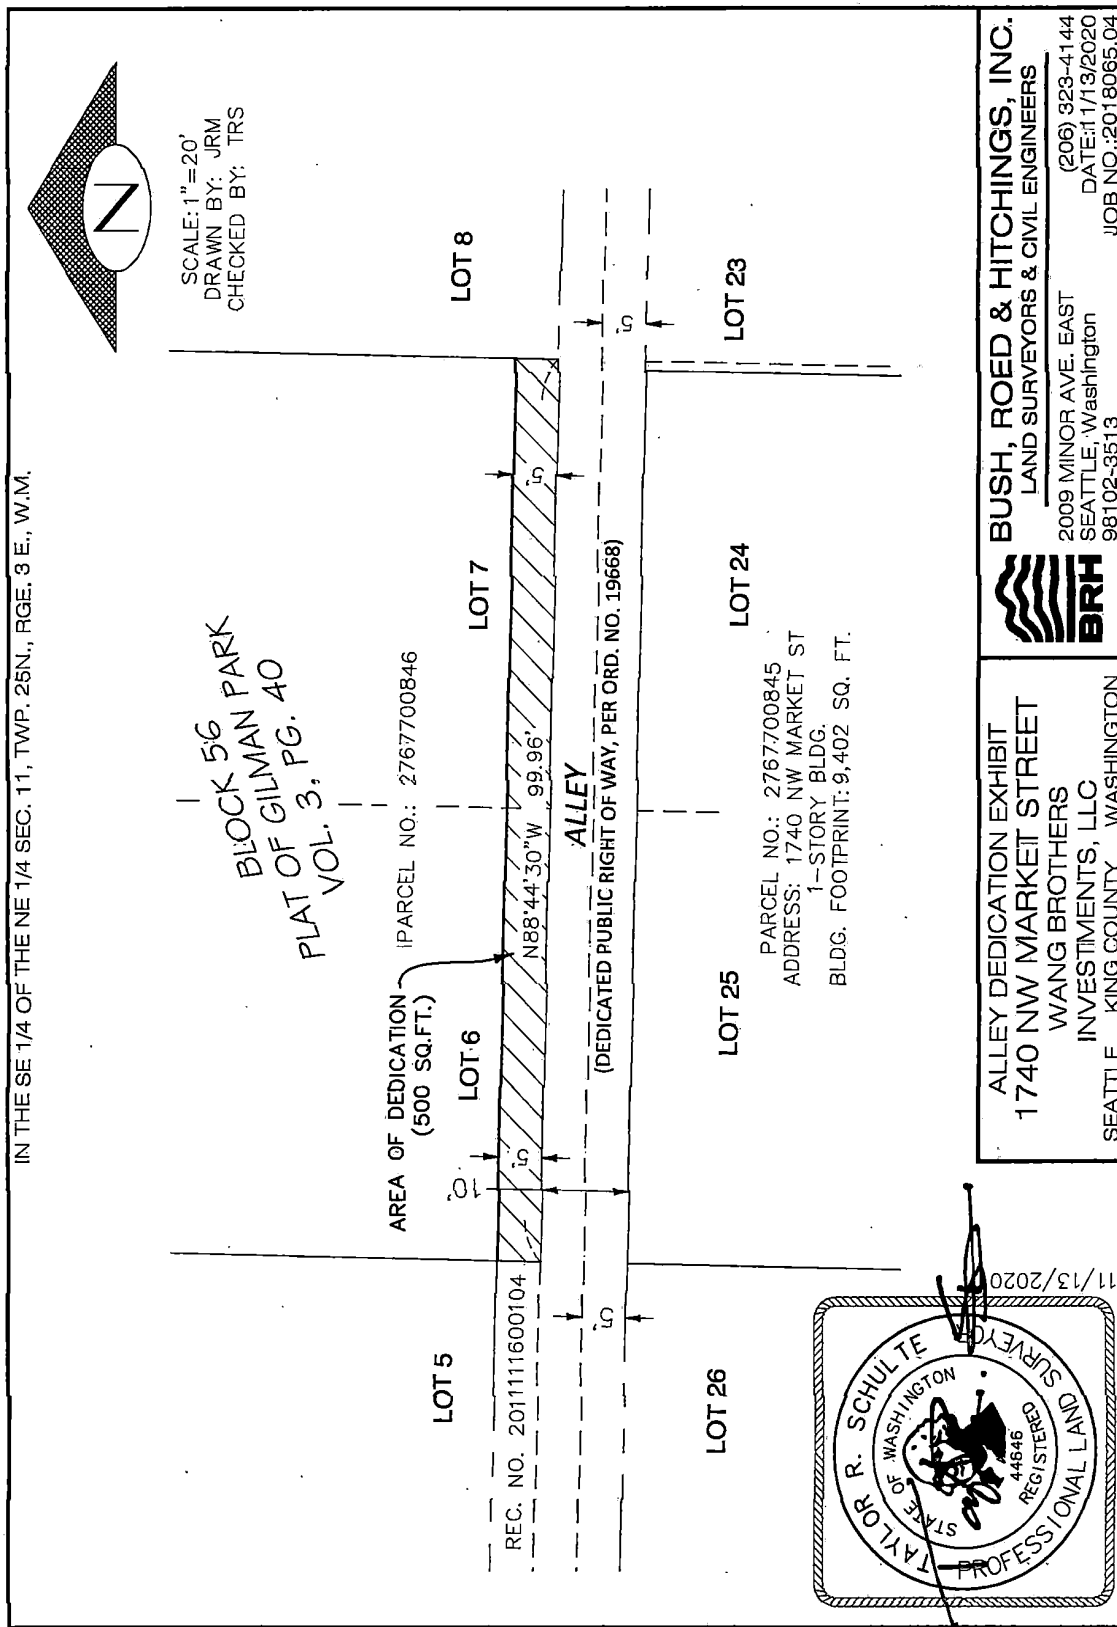 IN THE SE 1/4 OF THE NE 1/4 SEC. 11, TWP. 25N., RGE. 3 E., W.M.
N
SCALE: 1"=20'
DRAWN BY: JRM
CHECKED BY: TRS
BLOCK 56
PLAT OF GILMAN PARK
VOL. 3, PG. 40
PARCEL NO.: 2767700846
AREA OF DEDICATION
(500 SQ.FT.)
LOT 5
LOT 6
LOT 7
LOT 8
REC. NO. 2011111600104
10'
5'
5'
N88°44'30"W 99.96'
ALLEY
(DEDICATED PUBLIC RIGHT OF WAY, PER ORD. NO. 19668)
5'
5'
LOT 26
LOT 25
LOT 24
LOT 23
PARCEL NO.: 2767700845
ADDRESS: 1740 NW MARKET ST
1-STORY BLDG.
BLDG. FOOTPRINT: 9,402 SQ. FT.
TAYLOR R. SCHULTE
STATE OF WASHINGTON
44646
REGISTERED
PROFESSIONAL LAND SURVEYOR
11/13/2020
ALLEY DEDICATION EXHIBIT
1740 NW MARKET STREET
WANG BROTHERS
INVESTMENTS, LLC
SEATTLE KING COUNTY WASHINGTON
BRH
BUSH, ROED & HITCHINGS, INC.
LAND SURVEYORS & CIVIL ENGINEERS
2009 MINOR AVE. EAST (206) 323-4144
SEATTLE, Washington DATE: 11/13/2020
98102-3513 JOB NO.: 2018065.04